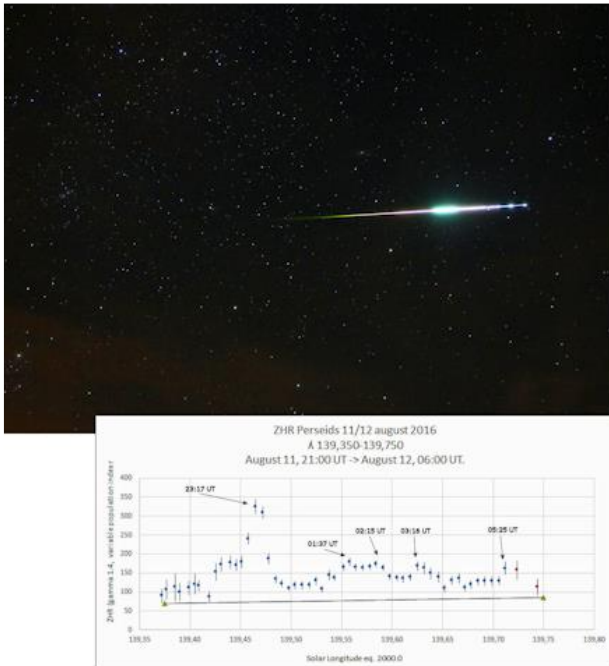 ZHR Perseids 11/12 august 2016
λ 139,350-139,750
August 11, 21:00 UT -> August 12, 06:00 UT.
ZHR (gamma 1.4, variable population index)
400
350
300
250
200
150
100
50
0
23:17 UT
01:37 UT
02:15 UT
03:16 UT
05:25 UT
139,35
139,40
139,45
139,50
139,55
139,60
139,65
139,70
139,75
139,80
Solar Longitude eq. 2000.0